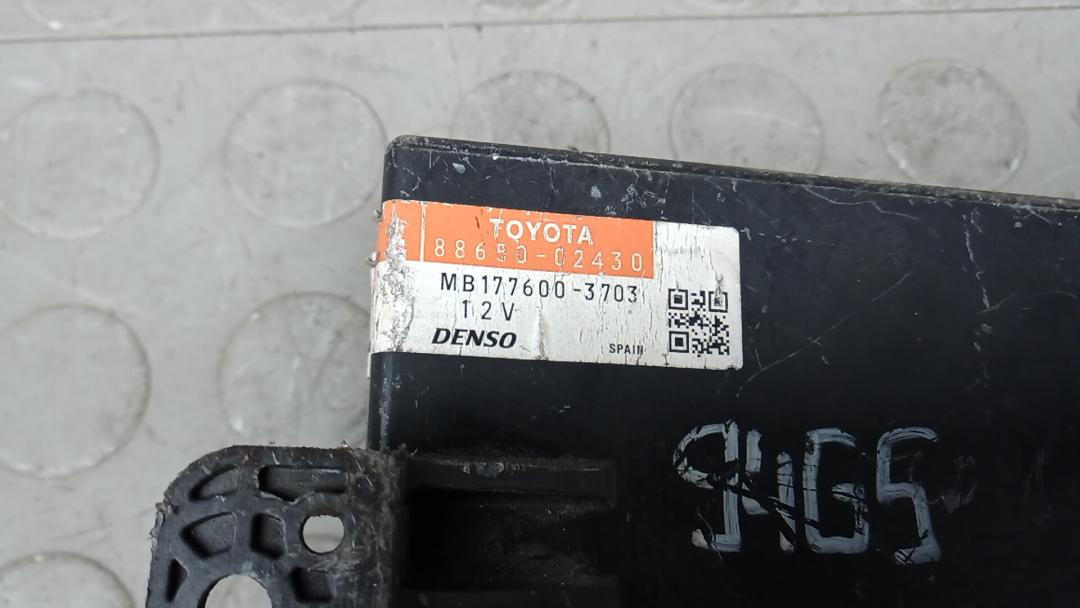 TOYOTA
88650-02430
MB177600-3703
12V
DENSO
SPAIN
94G5